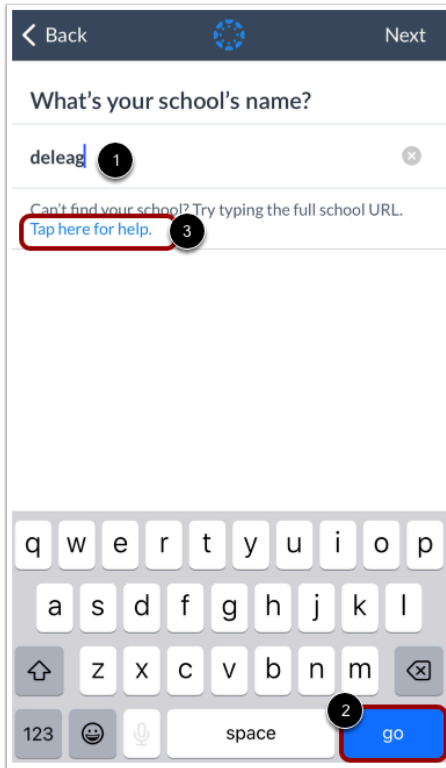 Back
Next
What's your school's name?
deleag
1
Can't find your school? Try typing the full school URL.
Tap here for help.
3
q w e r t y u i o p
a s d f g h j k l
z x c v b n m
2
123 space go